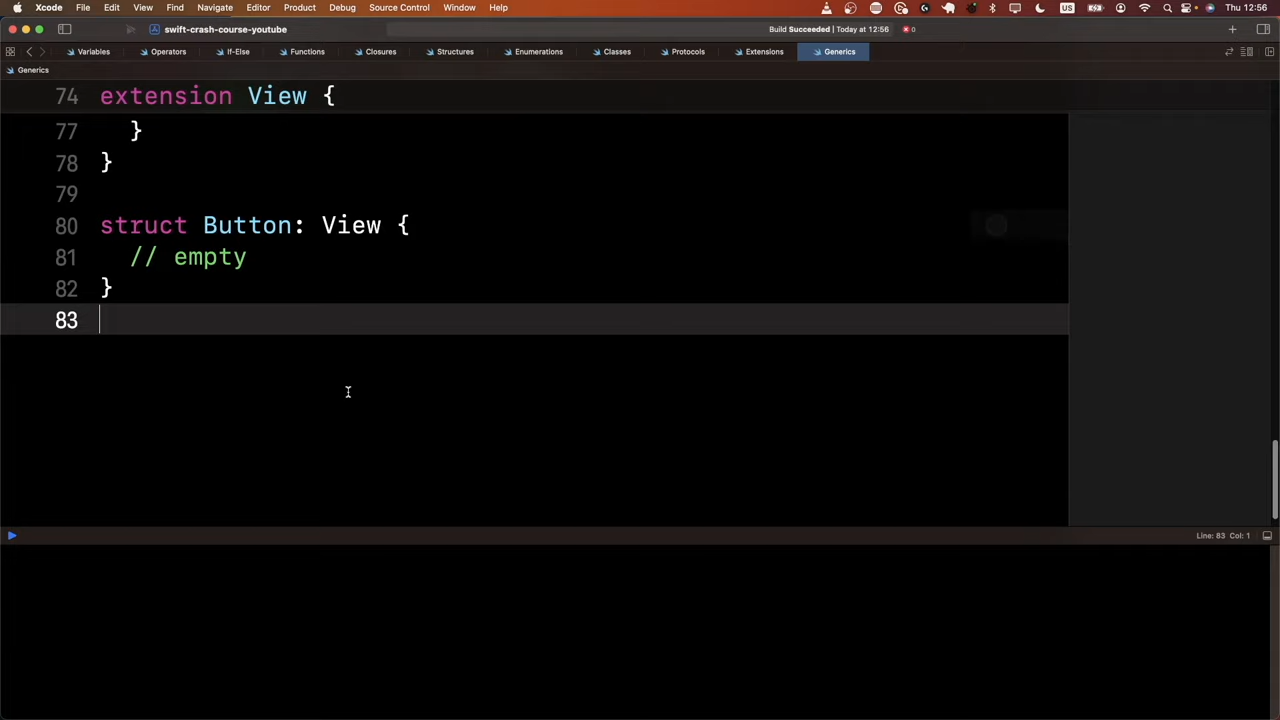 Xcode File Edit View Find Navigate Editor Product Debug Source Control Window Help US Thu 12:56
swift-crash-course-youtube Build Succeeded | Today at 12:56 0
Variables Operators If-Else Functions Closures Structures Enumerations Classes Protocols Extensions Generics
Generics
74 extension View {
77 }
78 }
79
80 struct Button: View {
81 // empty
82 }
83
Line: 83 Col: 1